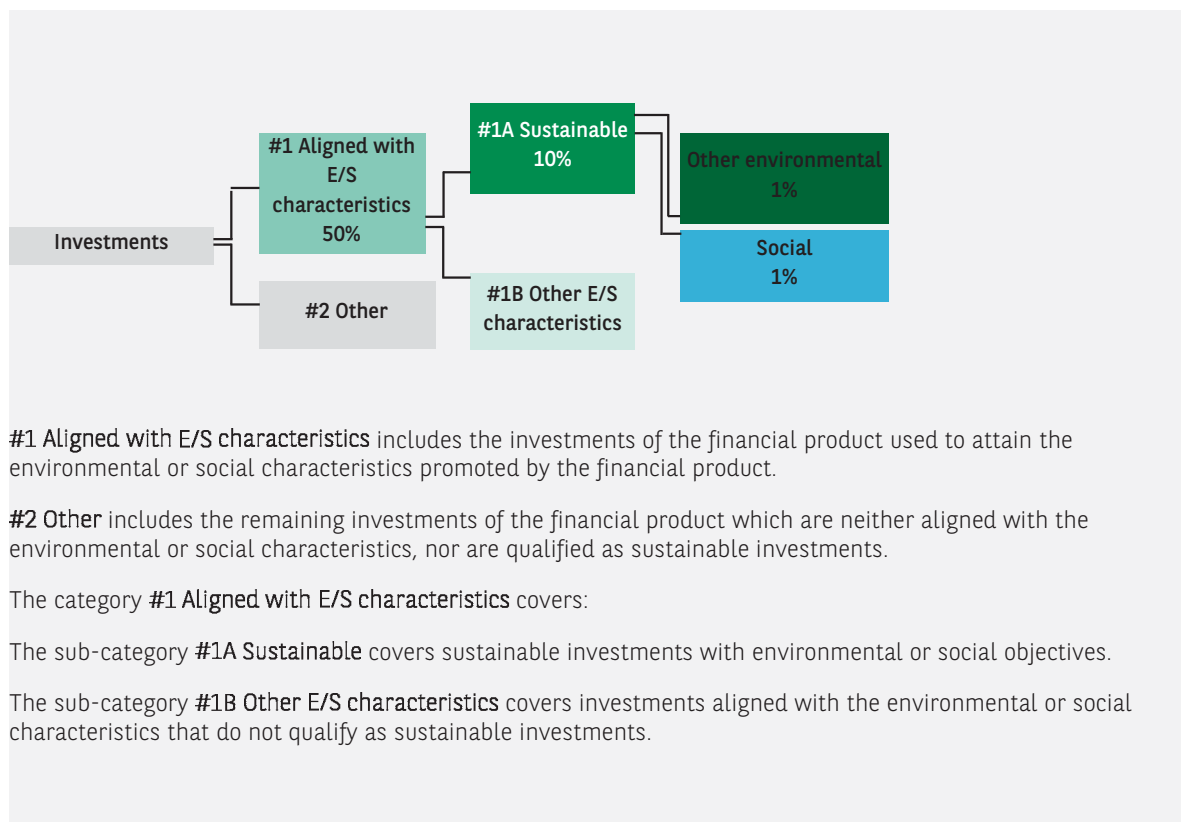 #1A Sustainable
10%
#1 Aligned with
E/S
characteristics
50%
Other environmental
1%
Investments
Social
1%
#2 Other
#1B Other E/S
characteristics
#1 Aligned with E/S characteristics includes the investments of the financial product used to attain the
environmental or social characteristics promoted by the financial product.
#2 Other includes the remaining investments of the financial product which are neither aligned with the
environmental or social characteristics, nor are qualified as sustainable investments.
The category #1 Aligned with E/S characteristics covers:
The sub-category #1A Sustainable covers sustainable investments with environmental or social objectives.
The sub-category #1B Other E/S characteristics covers investments aligned with the environmental or social
characteristics that do not qualify as sustainable investments.